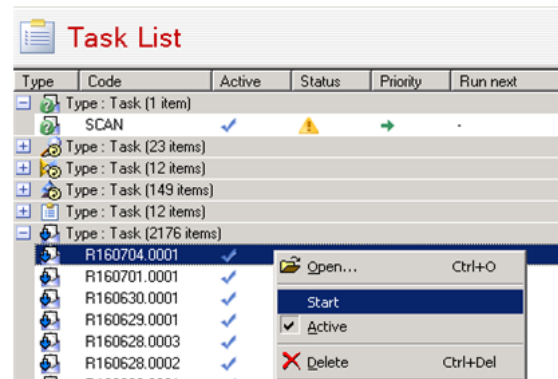 Task List
Type Code Active Status Priority Run next
Type : Task (1 item)
SCAN -
Type : Task (23 items)
Type : Task (12 items)
Type : Task (149 items)
Type : Task (12 items)
Type : Task (2176 items)
R160704.0001
Open... Ctrl+O
R160701.0001
Start
R160630.0001
Active
R160629.0001
R160628.0003
Delete Ctrl+Del
R160628.0002